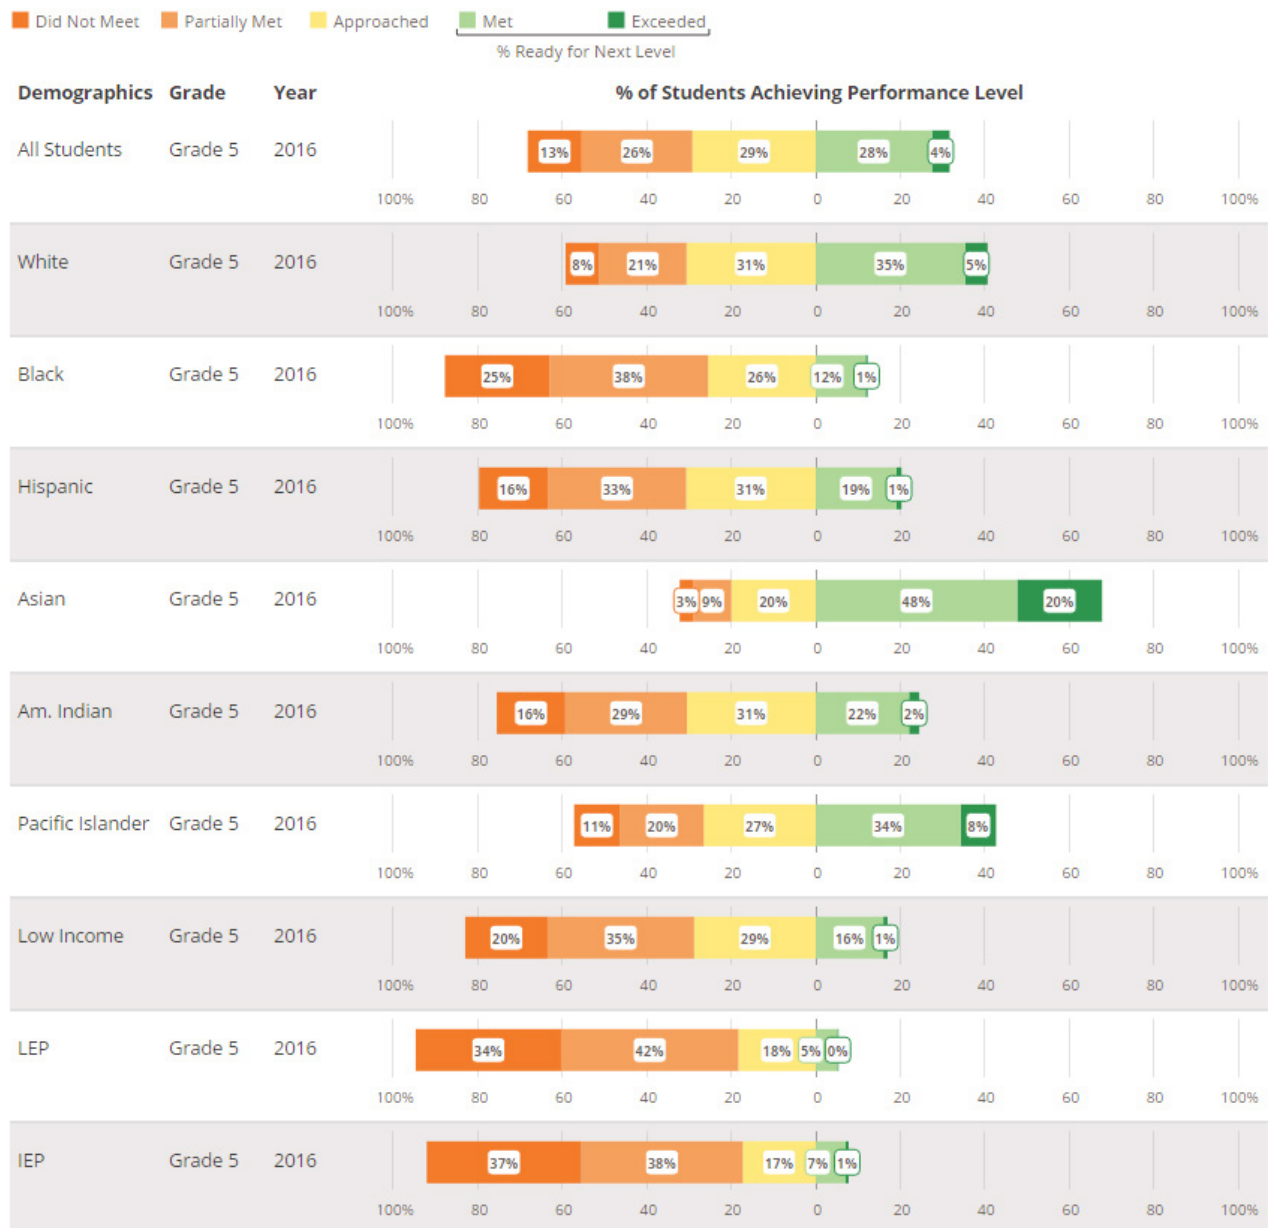 Did Not Meet Partially Met Approached Met Exceeded
% Ready for Next Level
Demographics Grade Year % of Students Achieving Performance Level
All Students Grade 5 2016 13% 26% 29% 28% 4%
100% 80 60 40 20 0 20 40 60 80 100%
White Grade 5 2016 8% 21% 31% 35% 5%
100% 80 60 40 20 0 20 40 60 80 100%
Black Grade 5 2016 25% 38% 26% 12% 1%
100% 80 60 40 20 0 20 40 60 80 100%
Hispanic Grade 5 2016 16% 33% 31% 19% 1%
100% 80 60 40 20 0 20 40 60 80 100%
Asian Grade 5 2016 3% 9% 20% 48% 20%
100% 80 60 40 20 0 20 40 60 80 100%
Am. Indian Grade 5 2016 16% 29% 31% 22% 2%
100% 80 60 40 20 0 20 40 60 80 100%
Pacific Islander Grade 5 2016 11% 20% 27% 34% 8%
100% 80 60 40 20 0 20 40 60 80 100%
Low Income Grade 5 2016 20% 35% 29% 16% 1%
100% 80 60 40 20 0 20 40 60 80 100%
LEP Grade 5 2016 34% 42% 18% 5% 0%
100% 80 60 40 20 0 20 40 60 80 100%
IEP Grade 5 2016 37% 38% 17% 7% 1%
100% 80 60 40 20 0 20 40 60 80 100%